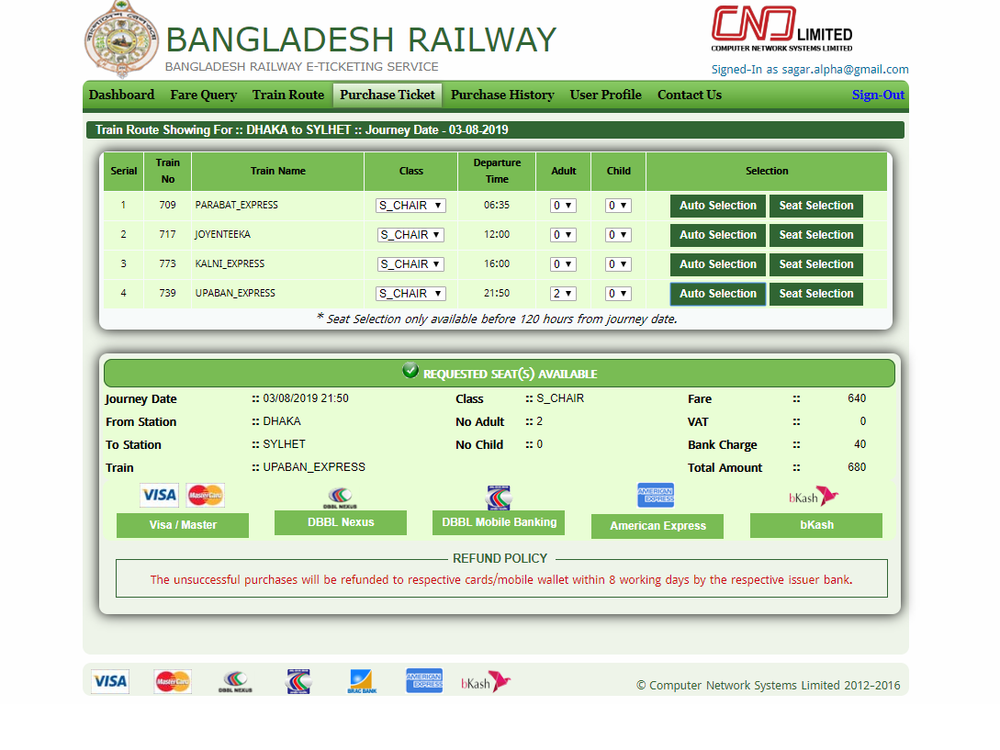 BANGLADESH RAILWAY
BANGLADESH RAILWAY E-TICKETING SERVICE
CNS LIMITED
COMPUTER NETWORK SYSTEMS LIMITED
Signed-In as sagar.alpha@gmail.com
Dashboard Fare Query Train Route Purchase Ticket Purchase History User Profile Contact Us Sign-Out
Train Route Showing For :: DHAKA to SYLHET :: Journey Date - 03-08-2019
Serial Train No Train Name Class Departure Time Adult Child Selection
1 709 PARABAT_EXPRESS S_CHAIR 06:35 0 0 Auto Selection Seat Selection
2 717 JOYENTEEKA S_CHAIR 12:00 0 0 Auto Selection Seat Selection
3 773 KALNI_EXPRESS S_CHAIR 16:00 0 0 Auto Selection Seat Selection
4 739 UPABAN_EXPRESS S_CHAIR 21:50 2 0 Auto Selection Seat Selection
* Seat Selection only available before 120 hours from journey date.
REQUESTED SEAT(S) AVAILABLE
Journey Date :: 03/08/2019 21:50 Class :: S_CHAIR Fare :: 640
From Station :: DHAKA No Adult :: 2 VAT :: 0
To Station :: SYLHET No Child :: 0 Bank Charge :: 40
Train :: UPABAN_EXPRESS Total Amount :: 680
VISA MasterCard DBBL NEXUS AMERICAN EXPRESS bKash
Visa / Master DBBL Nexus DBBL Mobile Banking American Express bKash
REFUND POLICY
The unsuccessful purchases will be refunded to respective cards/mobile wallet within 8 working days by the respective issuer bank.
VISA MasterCard DBBL NEXUS BRAC BANK AMERICAN EXPRESS bKash
© Computer Network Systems Limited 2012-2016